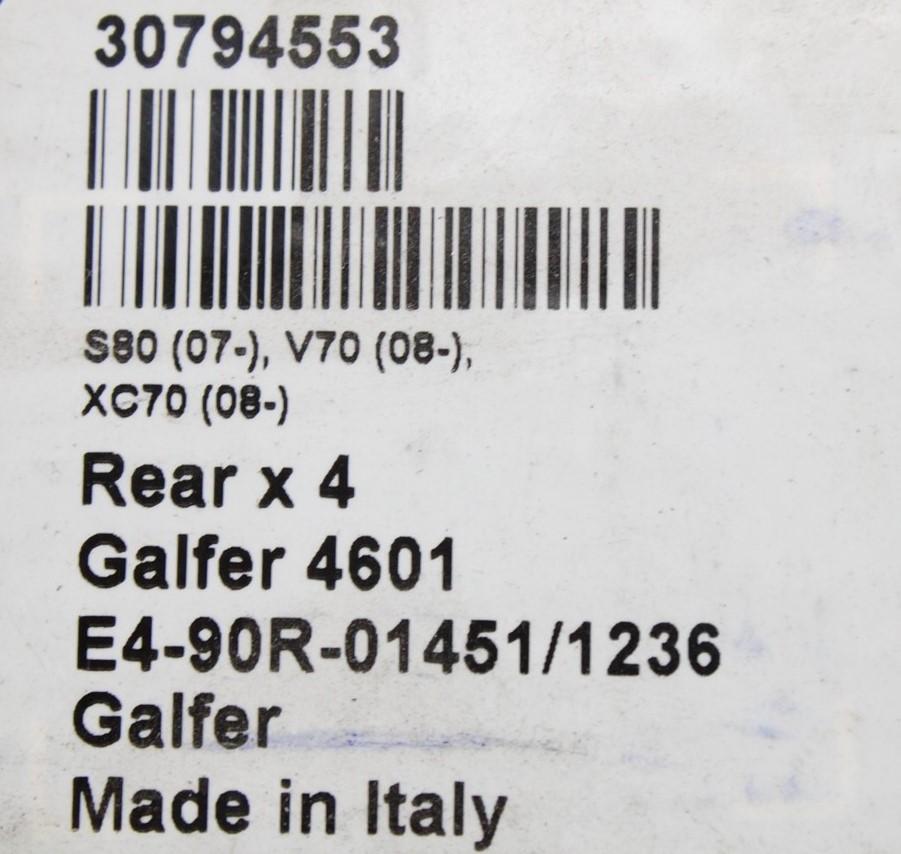 30794553
S80 (07-), V70 (08-),
XC70 (08-)
Rear x 4
Galfer 4601
E4-90R-01451/1236
Galfer
Made in Italy